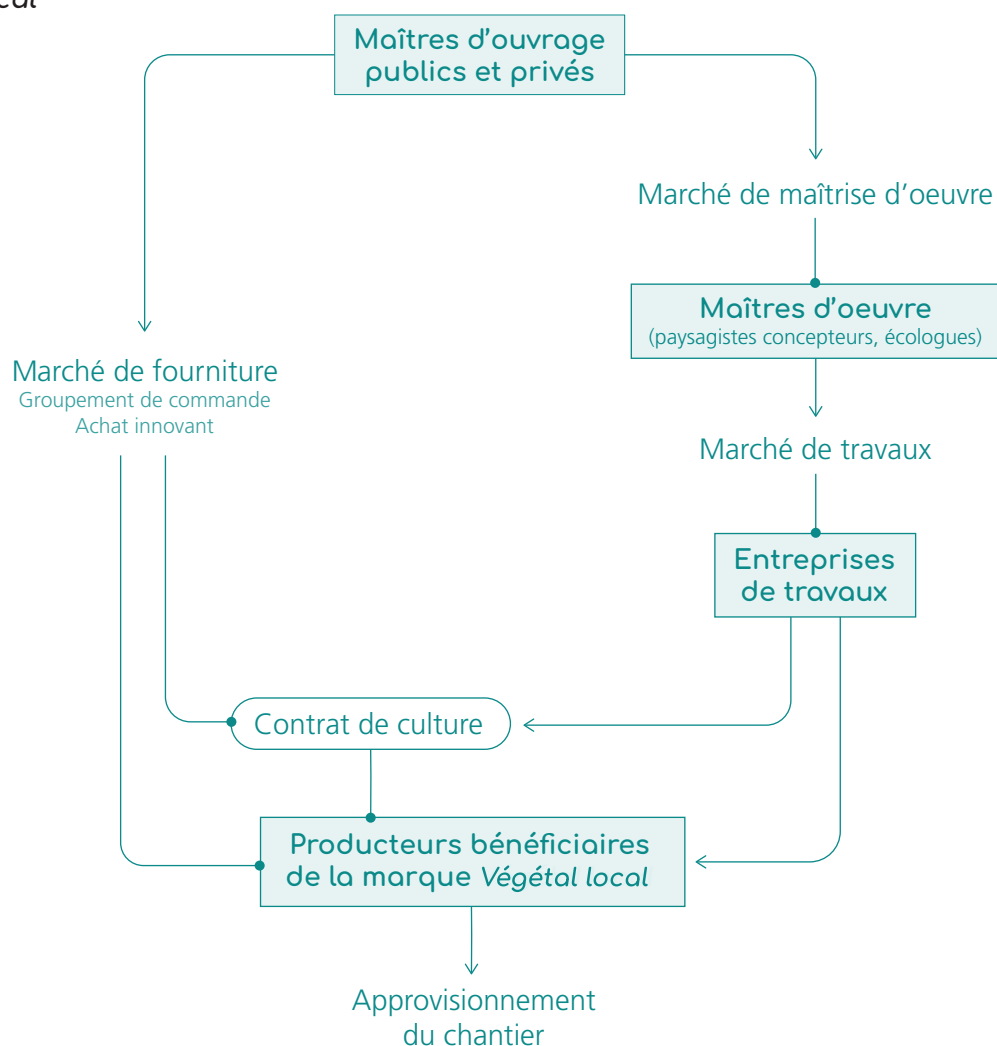 Maîtres d'ouvrage
publics et privés
Marché de maîtrise d'oeuvre
Maîtres d'oeuvre
(paysagistes concepteurs, écologues)
Marché de fourniture
Groupement de commande
Achat innovant
Marché de travaux
Entreprises
de travaux
Contrat de culture
Producteurs bénéficiaires
de la marque Végétal local
Approvisionnement
du chantier